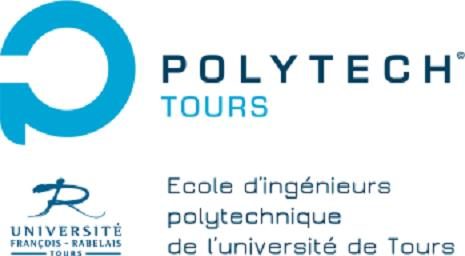 POLYTECH©
TOURS
UNIVERSITÉ
FRANÇOIS - RABELAIS
TOURS
Ecole d'ingénieurs
polytechnique
de l'université de Tours